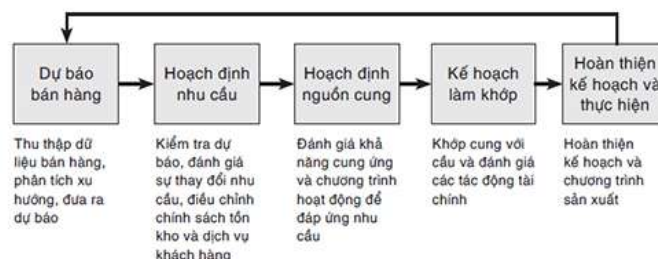 Dự báo
bán hàng
Hoạch định
nhu cầu
Hoạch định
nguồn cung
Kế hoạch
làm khớp
Hoàn thiện
kế hoạch và
thực hiện
Thu thập dữ
liệu bán hàng,
phân tích xu
hướng, đưa ra
dự báo
Kiểm tra dự
báo, đánh giá
sự thay đổi nhu
cầu, điều chỉnh
chính sách tồn
kho và dịch vụ
khách hàng
Đánh giá khả
năng cung ứng
và chương trình
hoạt động để
đáp ứng nhu
cầu
Khớp cung với
cầu và đánh giá
các tác động tài
chính
Hoàn thiện
kế hoạch và
chương trình
sản xuất